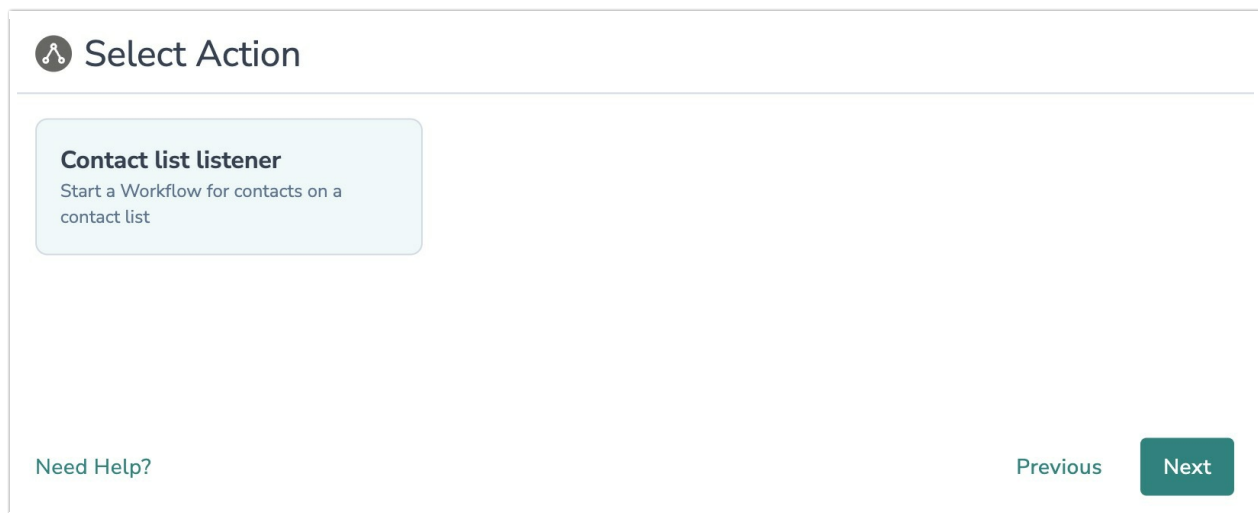 Select Action
Contact list listener
Start a Workflow for contacts on a
contact list
Need Help?
Previous
Next